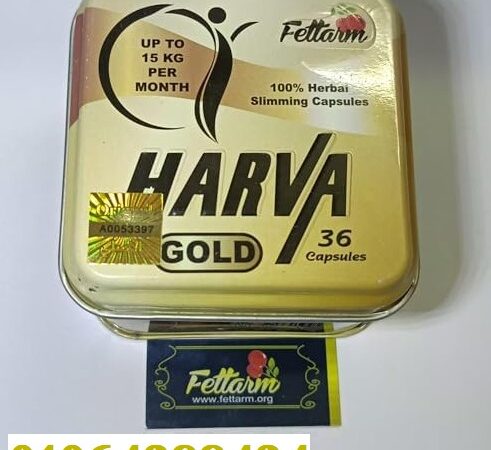 Fettarm
UP TO
15 KG
PER
MONTH
100% Herbal
Slimming Capsules
HARVA
GOLD
A0053397
36
Capsules
Fettarm
www.fettarm.org